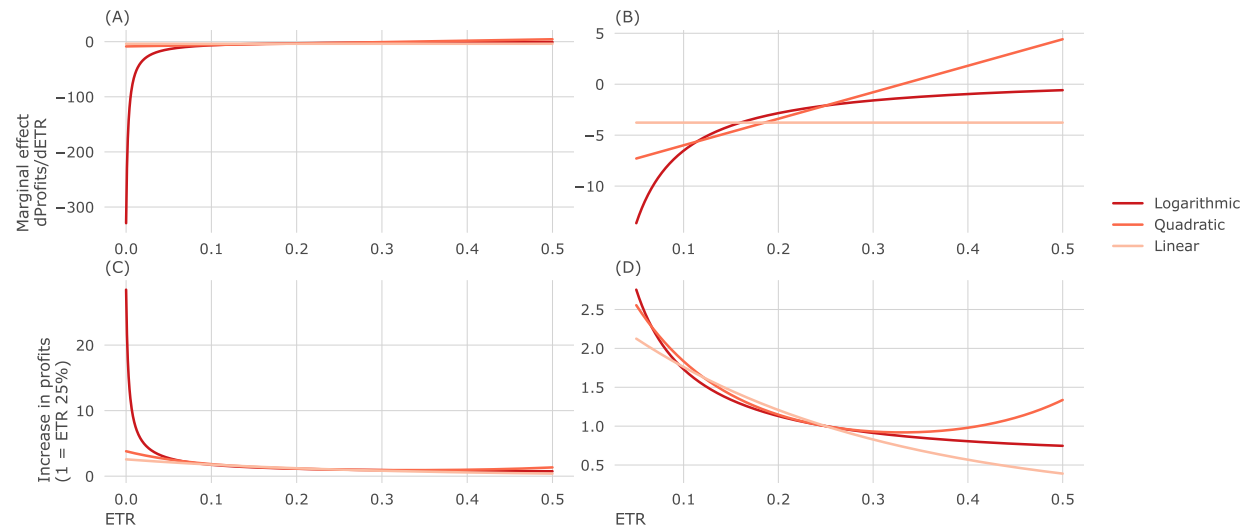 (A)
0
−100
−200
−300
Marginal effect
dProfits/dETR
0.0 0.1 0.2 0.3 0.4 0.5
(B)
5
0
−5
−10
0.1 0.2 0.3 0.4 0.5
Logarithmic
Quadratic
Linear
(C)
20
10
0
Increase in profits
(1 = ETR 25%)
0.0 0.1 0.2 0.3 0.4 0.5
ETR
(D)
2.5
2.0
1.5
1.0
0.5
0.1 0.2 0.3 0.4 0.5
ETR